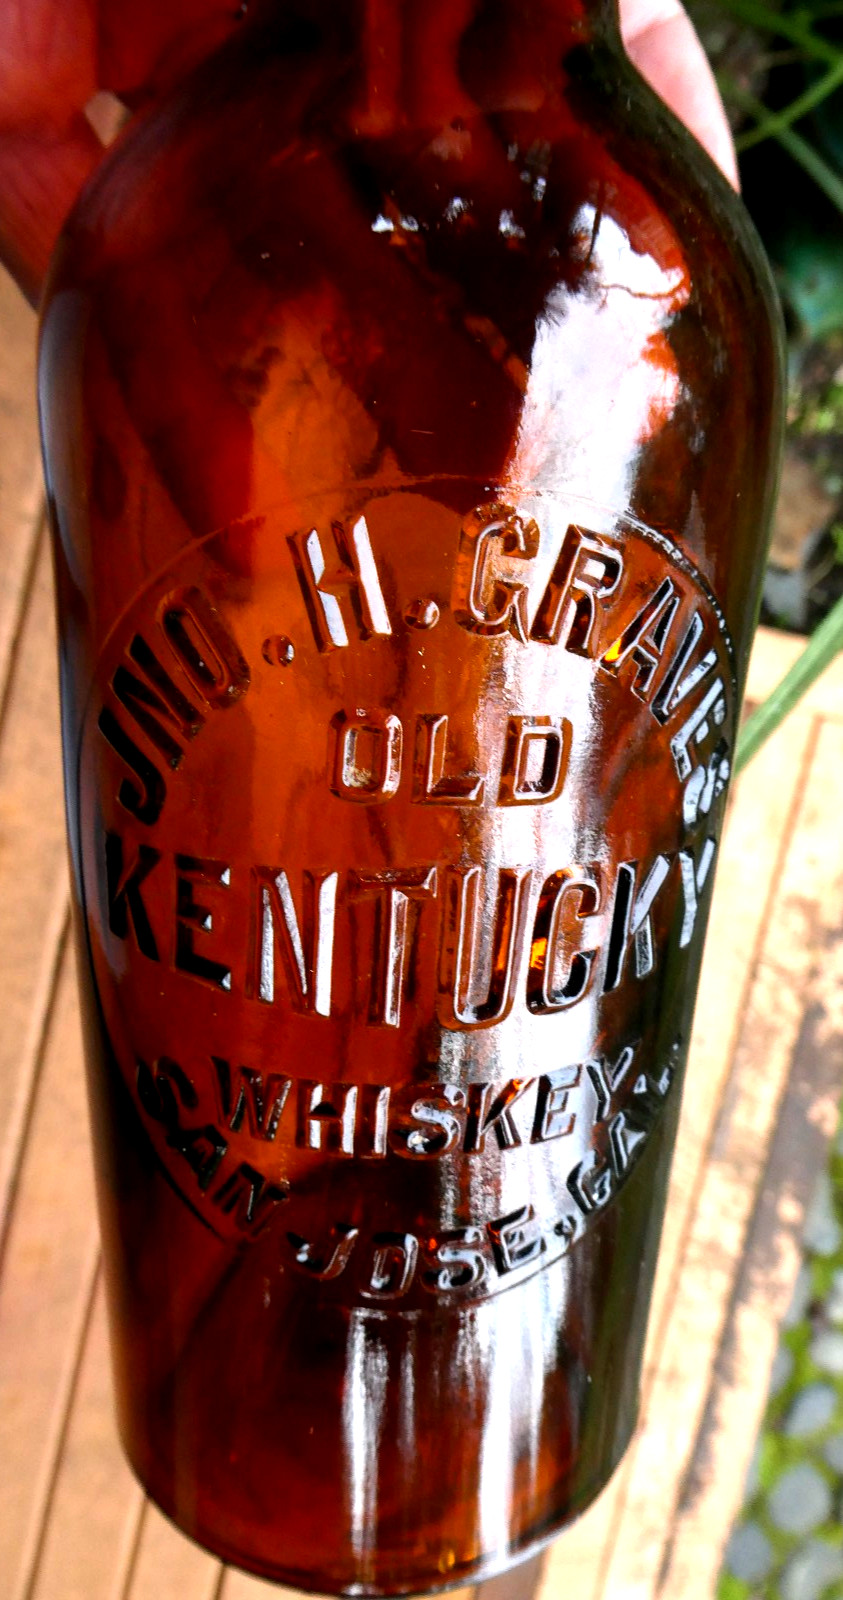 JNO. H. GRAVES
OLD
KENTUCKY
WHISKEY
SAN JOSE, CAL.